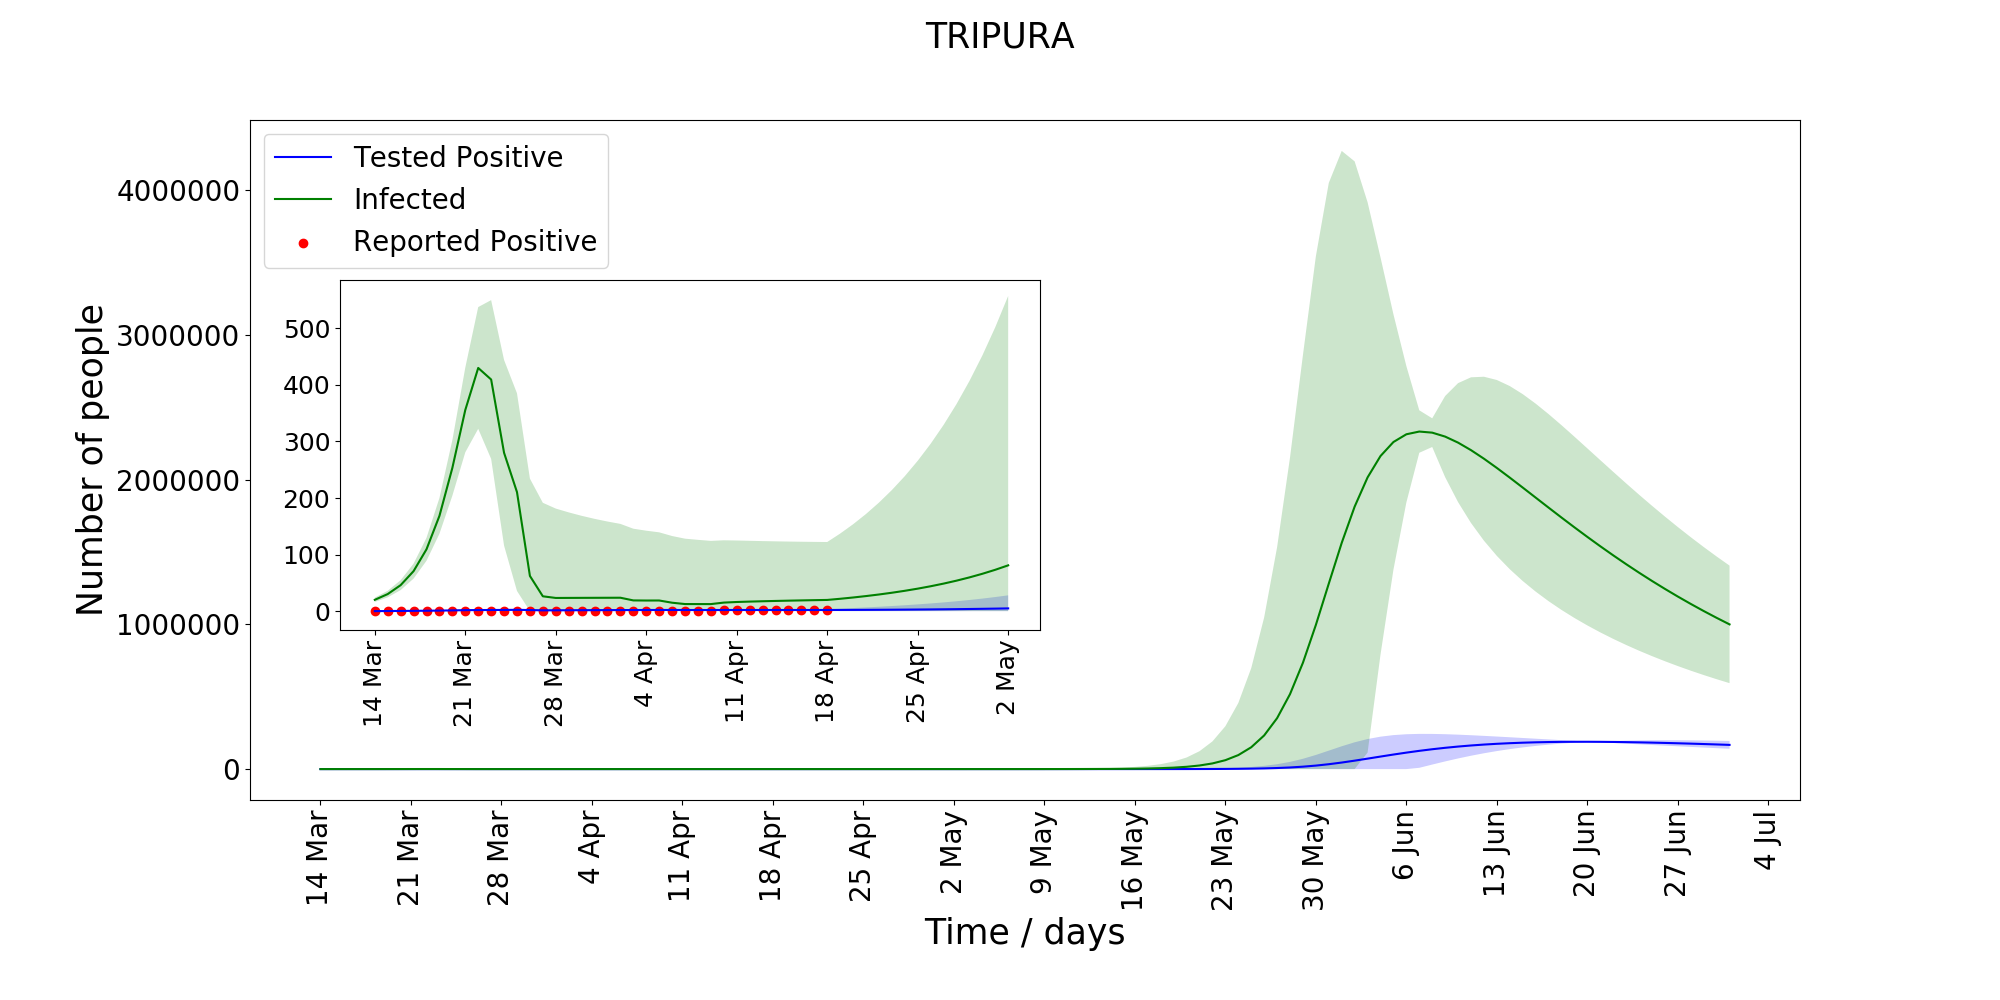 TRIPURA
Tested Positive
Infected
Reported Positive
Number of people
4000000
3000000
2000000
1000000
0
500
400
300
200
100
0
14 Mar
21 Mar
28 Mar
4 Apr
11 Apr
18 Apr
25 Apr
2 May
14 Mar
21 Mar
28 Mar
4 Apr
11 Apr
18 Apr
25 Apr
2 May
9 May
16 May
23 May
30 May
6 Jun
13 Jun
20 Jun
27 Jun
4 Jul
Time / days